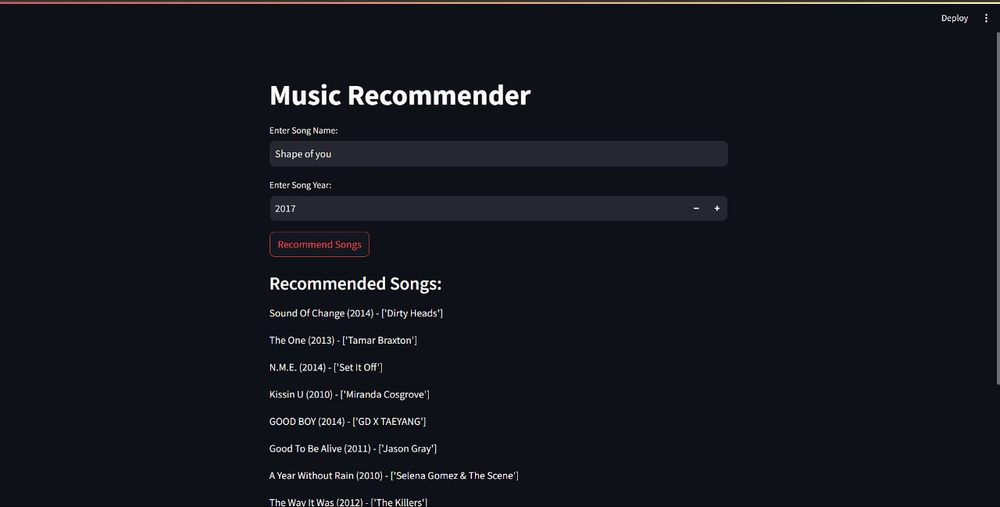 Deploy
Music Recommender
Enter Song Name:
Shape of you
Enter Song Year:
2017
Recommend Songs
Recommended Songs:
Sound Of Change (2014) - ['Dirty Heads']
The One (2013) - ['Tamar Braxton']
N.M.E. (2014) - ['Set It Off']
Kissin U (2010) - ['Miranda Cosgrove']
GOOD BOY (2014) - ['GD X TAEYANG']
Good To Be Alive (2011) - ['Jason Gray']
A Year Without Rain (2010) - ['Selena Gomez & The Scene']
The Way It Was (2012) - ['The Killers']